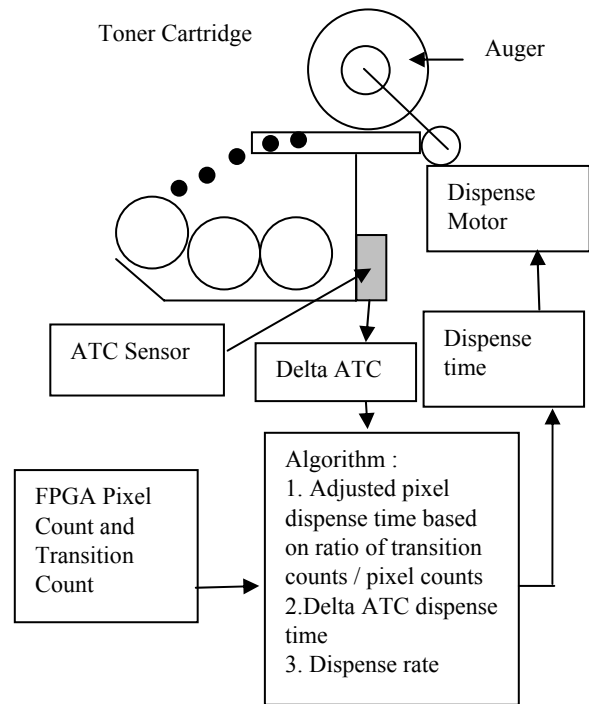 Toner Cartridge
Auger
Dispense
Motor
ATC Sensor
Delta ATC
Dispense
time
FPGA Pixel
Count and
Transition
Count
Algorithm :
1. Adjusted pixel
dispense time based
on ratio of transition
counts / pixel counts
2.Delta ATC dispense
time
3. Dispense rate